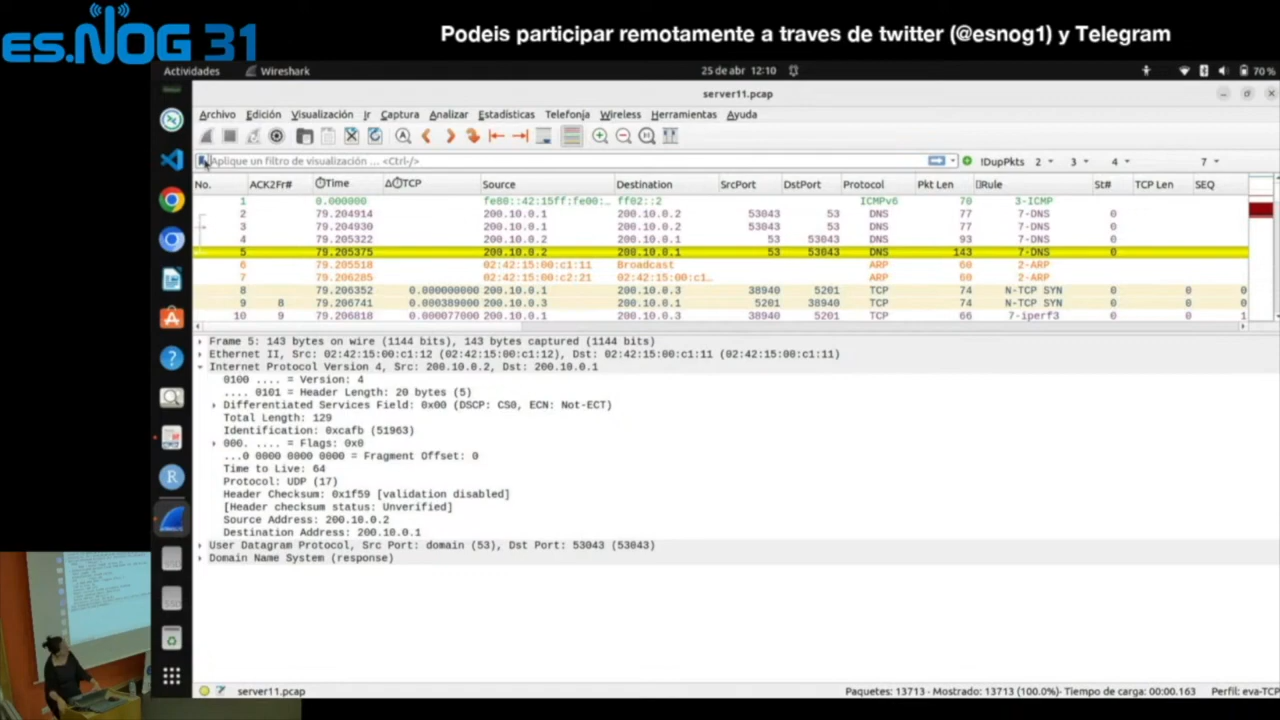 es.NOG 31
Podeis participar remotamente a traves de twitter (@esnog1) y Telegram
Actividades Wireshark 25 de abr 12:10 70 %
server11.pcap
Archivo Edición Visualización Ir Captura Analizar Estadísticas Telefonía Wireless Herramientas Ayuda
Aplique un filtro de visualización ... <Ctrl-/> !DupPkts 2 3 4 7
No. ACK2Fr# Time ΔTCP Source Destination SrcPort DstPort Protocol Pkt Len Rule St# TCP Len SEQ
1 0.000000 fe80::42:15ff:fe00:… ff02::2 ICMPv6 70 3-ICMP
2 79.204914 200.10.0.1 200.10.0.2 53043 53 DNS 77 7-DNS 0
3 79.204930 200.10.0.1 200.10.0.2 53043 53 DNS 77 7-DNS 0
4 79.205322 200.10.0.2 200.10.0.1 53 53043 DNS 93 7-DNS 0
5 79.205375 200.10.0.2 200.10.0.1 53 53043 DNS 143 7-DNS 0
6 79.205518 02:42:15:00:c1:11 Broadcast ARP 60 2-ARP
7 79.206285 02:42:15:00:c2:21 02:42:15:00:c1… ARP 60 2-ARP
8 79.206352 0.000000000 200.10.0.1 200.10.0.3 38940 5201 TCP 74 N-TCP SYN 0 0 0
9 8 79.206741 0.000389000 200.10.0.3 200.10.0.1 5201 38940 TCP 74 N-TCP SYN 0 0 0
10 9 79.206818 0.000077000 200.10.0.1 200.10.0.3 38940 5201 TCP 66 7-iperf3 0 0 1
Frame 5: 143 bytes on wire (1144 bits), 143 bytes captured (1144 bits)
Ethernet II, Src: 02:42:15:00:c1:12 (02:42:15:00:c1:12), Dst: 02:42:15:00:c1:11 (02:42:15:00:c1:11)
Internet Protocol Version 4, Src: 200.10.0.2, Dst: 200.10.0.1
0100 .... = Version: 4
.... 0101 = Header Length: 20 bytes (5)
Differentiated Services Field: 0x00 (DSCP: CS0, ECN: Not-ECT)
Total Length: 129
Identification: 0xcafb (51963)
000. .... = Flags: 0x0
...0 0000 0000 0000 = Fragment Offset: 0
Time to Live: 64
Protocol: UDP (17)
Header Checksum: 0x1f59 [validation disabled]
[Header checksum status: Unverified]
Source Address: 200.10.0.2
Destination Address: 200.10.0.1
User Datagram Protocol, Src Port: domain (53), Dst Port: 53043 (53043)
Domain Name System (response)
server11.pcap Paquetes: 13713 - Mostrado: 13713 (100.0%) - Tiempo de carga: 00:00.163 Perfil: eva-TCP